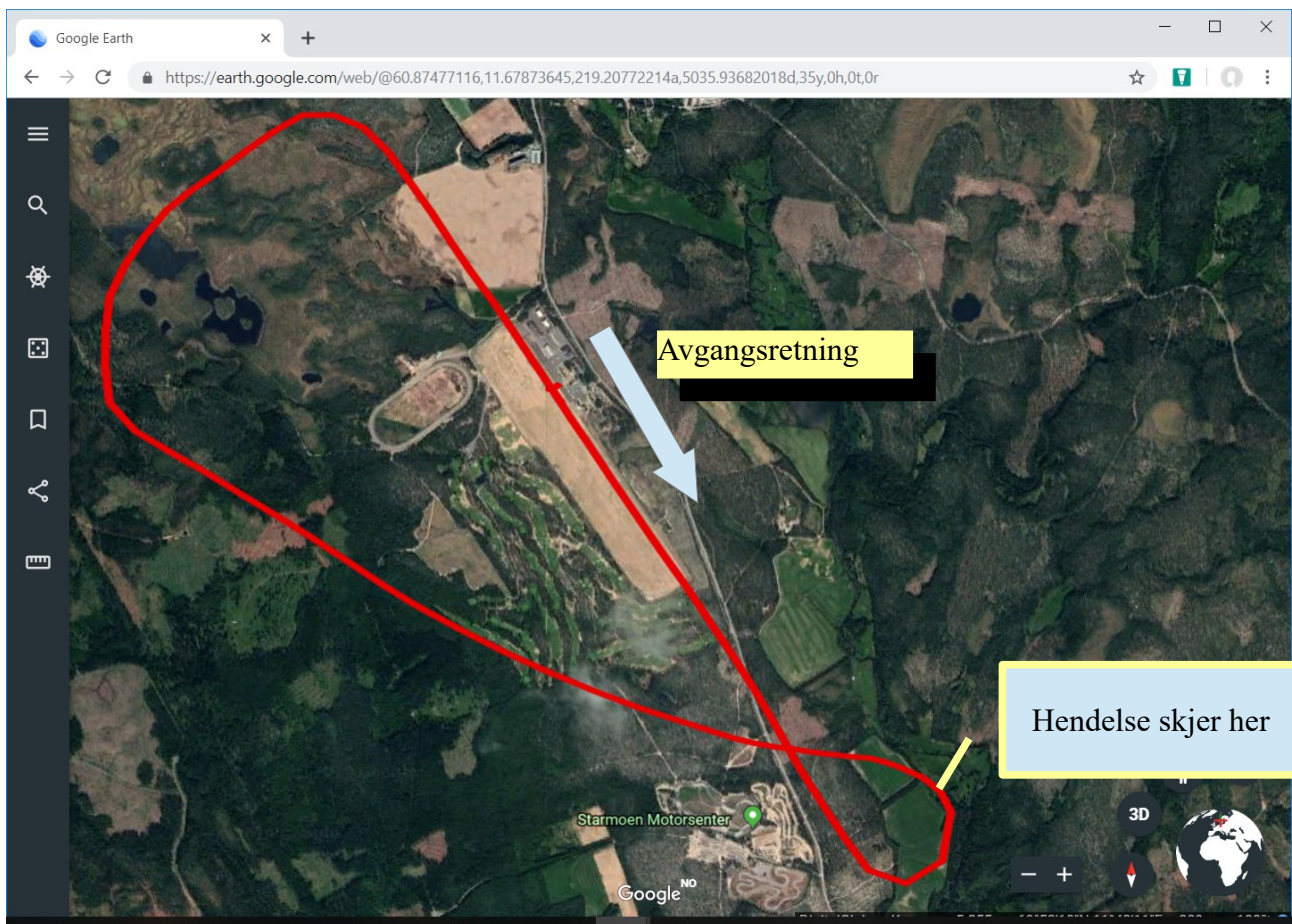 Google Earth
https://earth.google.com/web/@60.87477116,11.67873645,219.20772214a,5035.93682018d,35y,0h,0t,0r
Avgangsretning
Hendelse skjer her
3D
Starmoen Motorsenter
Google NO